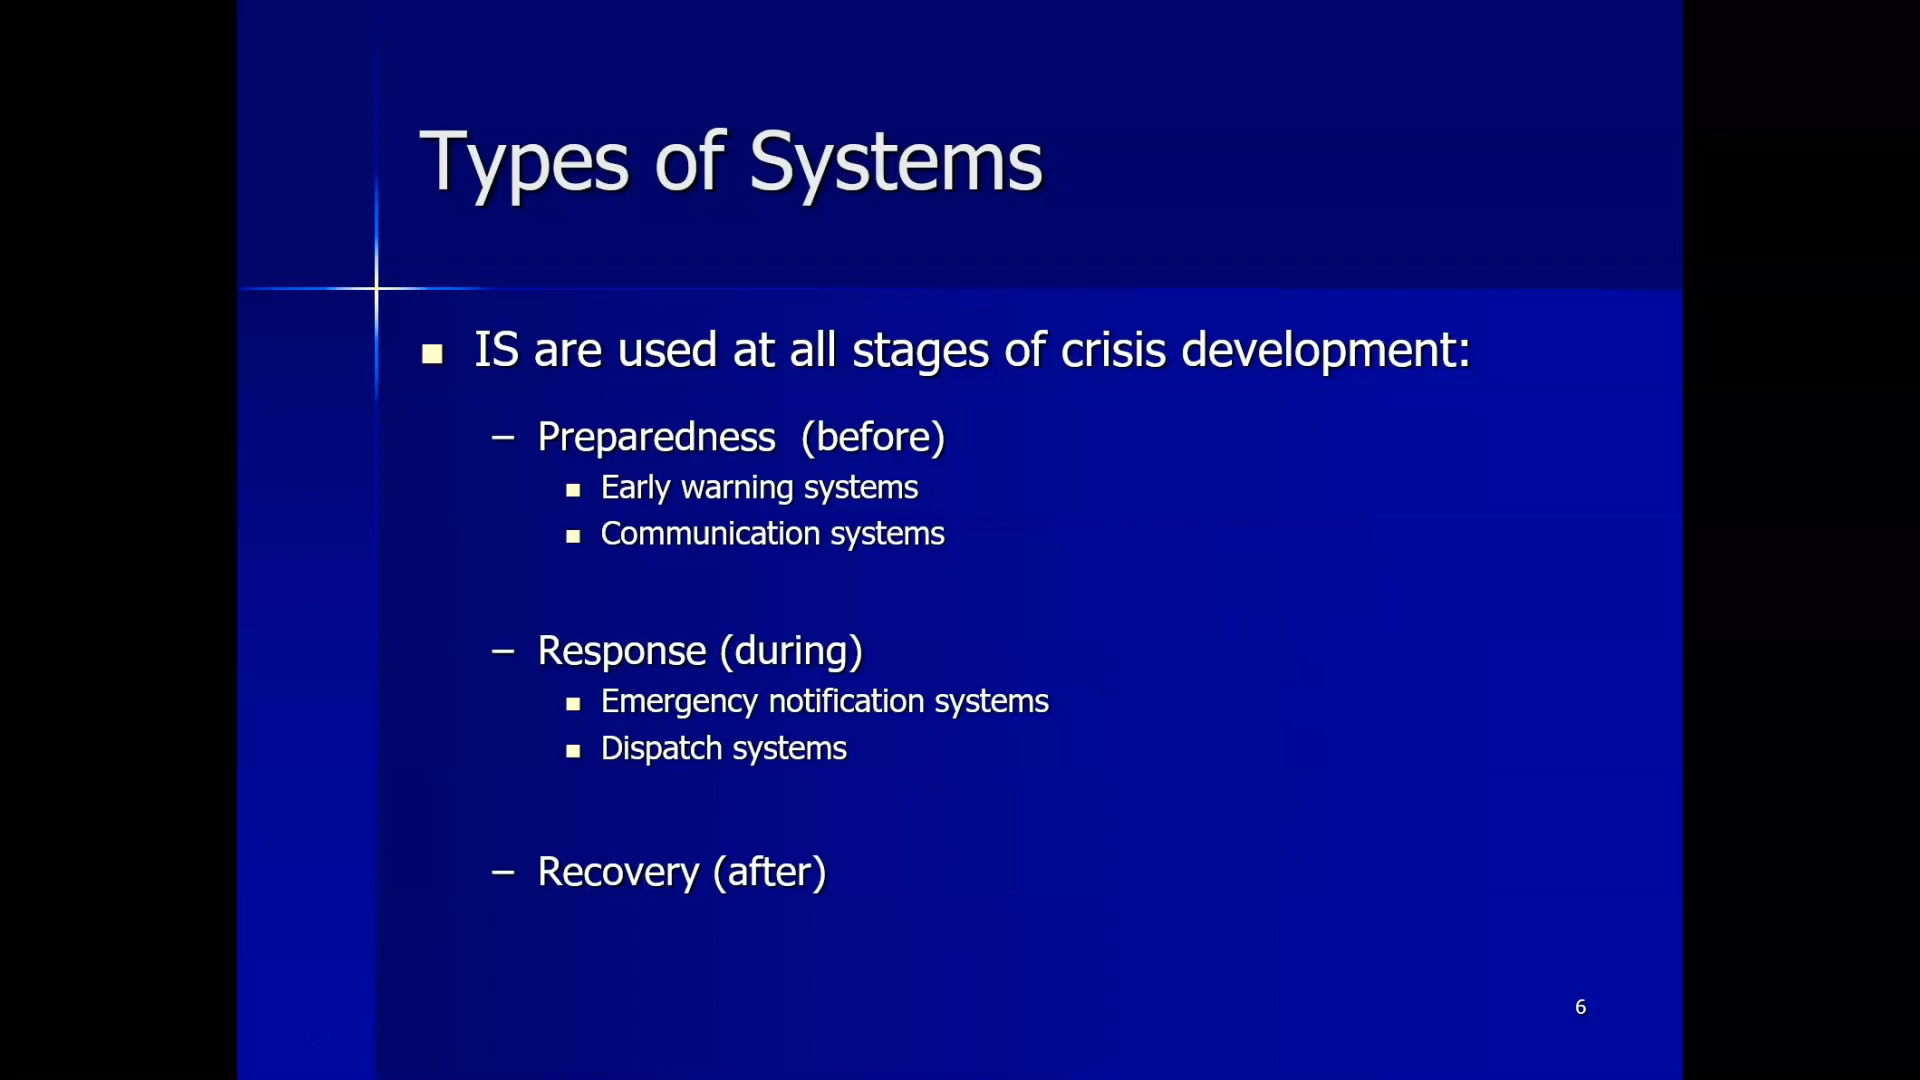 Types of Systems
■ IS are used at all stages of crisis development:
– Preparedness (before)
■ Early warning systems
■ Communication systems
– Response (during)
■ Emergency notification systems
■ Dispatch systems
– Recovery (after)
6